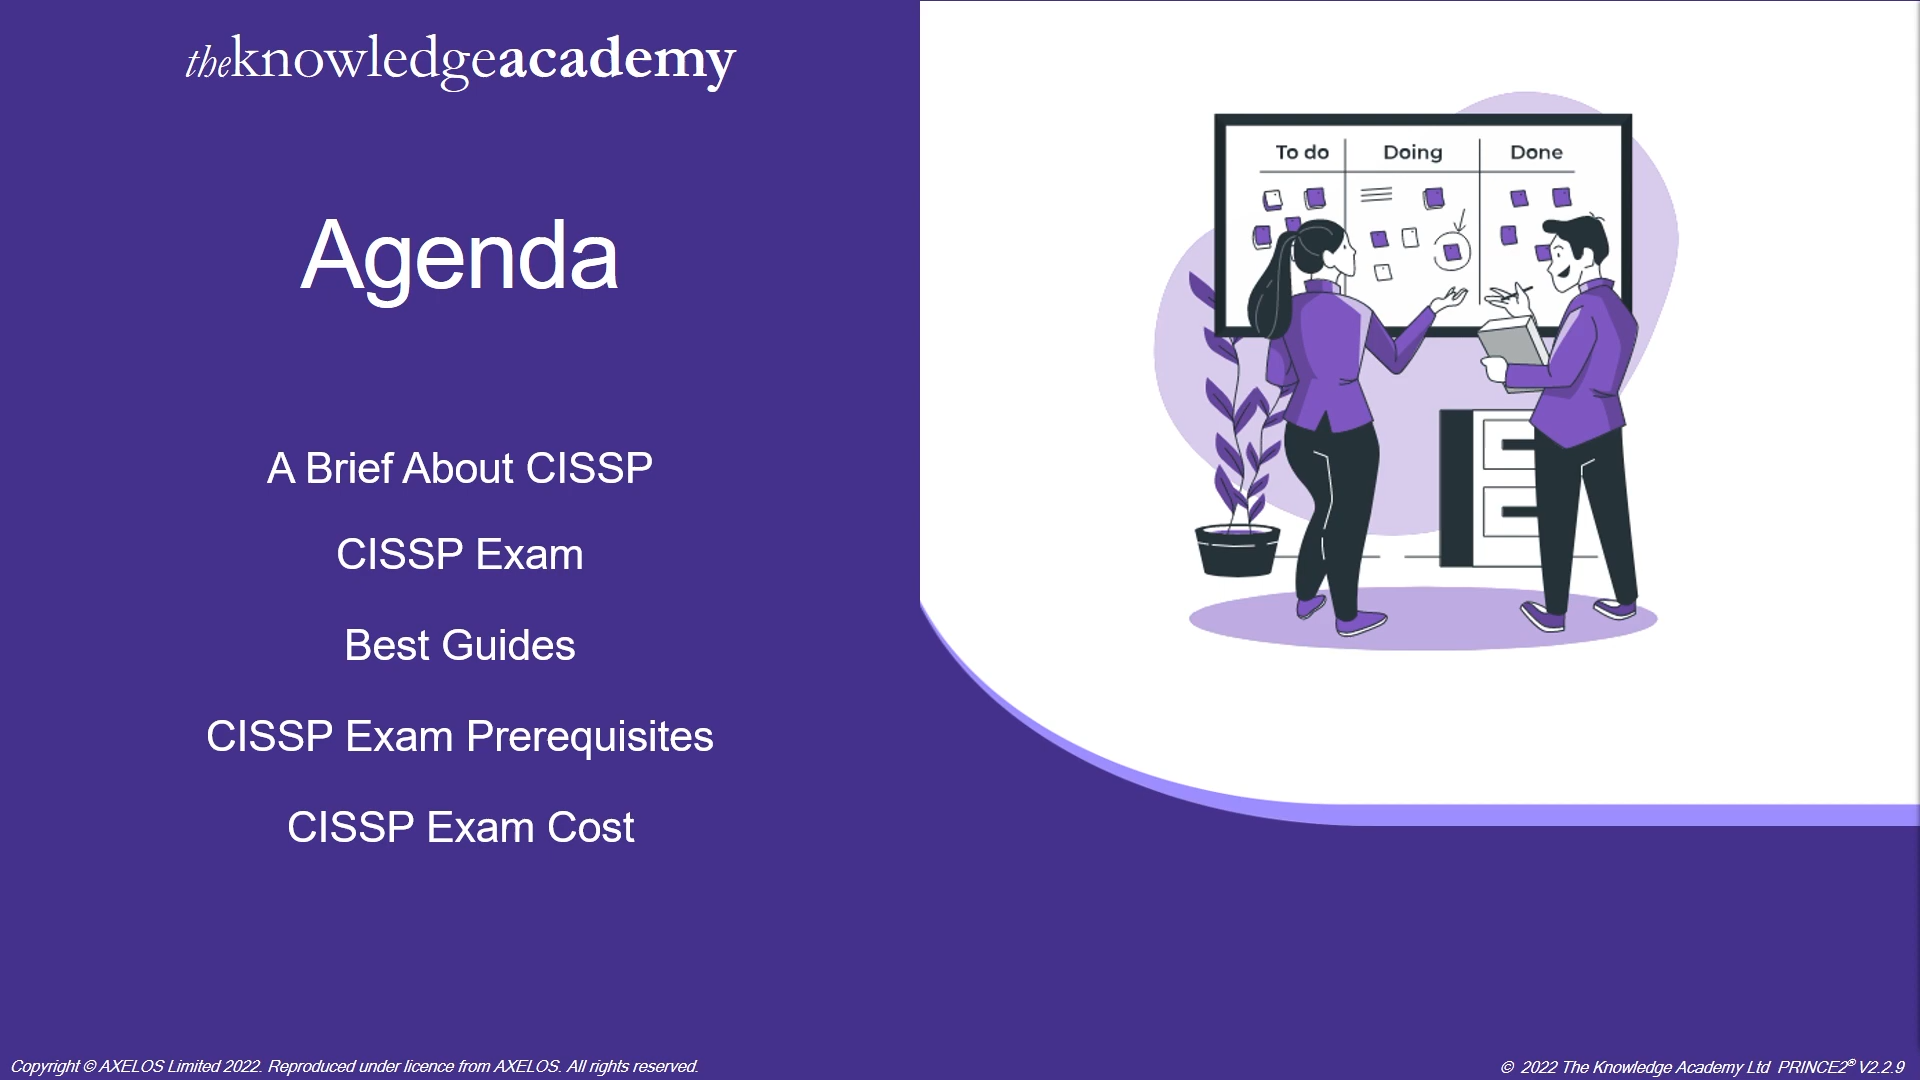 theknowledgeacademy
Agenda
A Brief About CISSP
CISSP Exam
Best Guides
CISSP Exam Prerequisites
CISSP Exam Cost
To do Doing Done
Copyright © AXELOS Limited 2022. Reproduced under licence from AXELOS. All rights reserved.
© 2022 The Knowledge Academy Ltd PRINCE2® V2.2.9